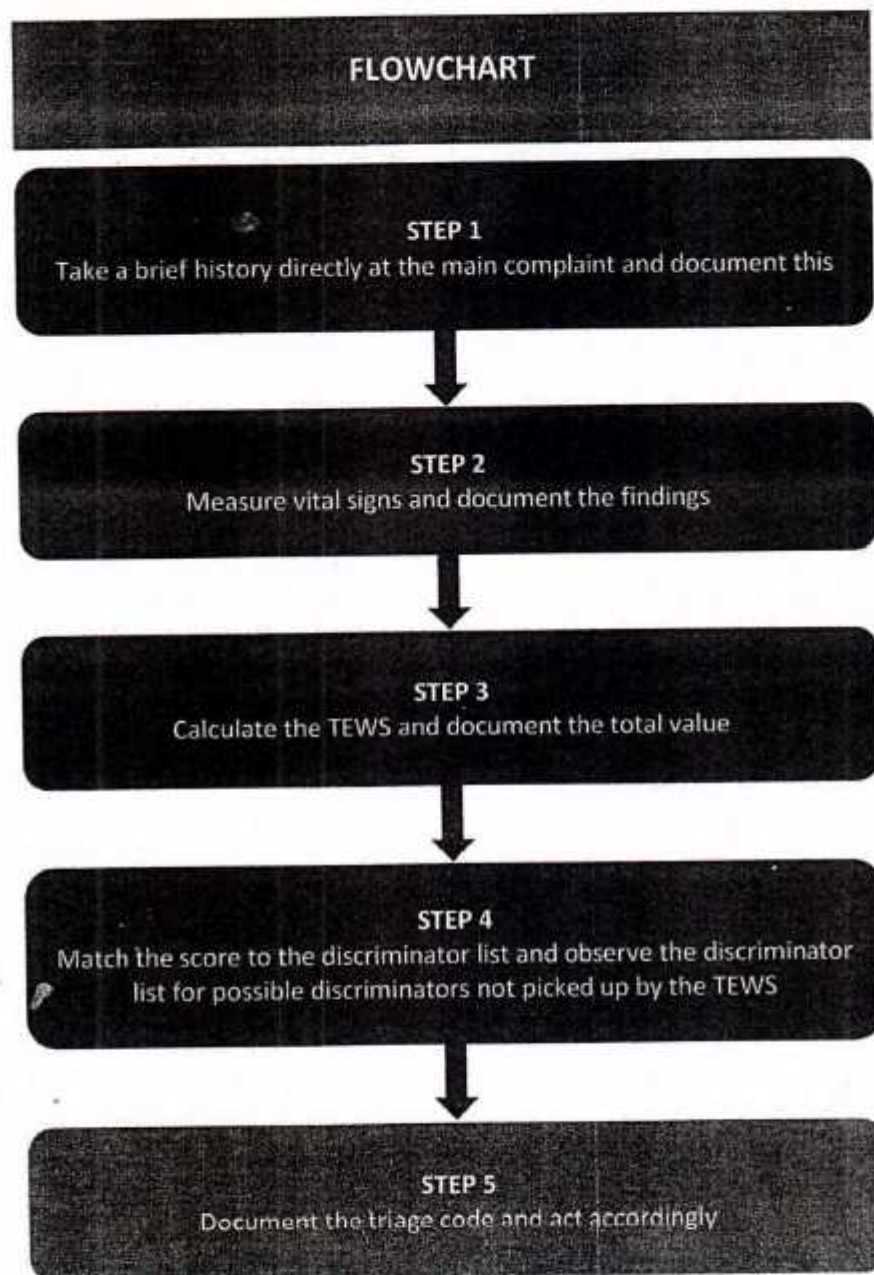 FLOWCHART
STEP 1
Take a brief history directly at the main complaint and document this
STEP 2
Measure vital signs and document the findings
STEP 3
Calculate the TEWS and document the total value
STEP 4
Match the score to the discriminator list and observe the discriminator
list for possible discriminators not picked up by the TEWS
STEP 5
Document the triage code and act accordingly